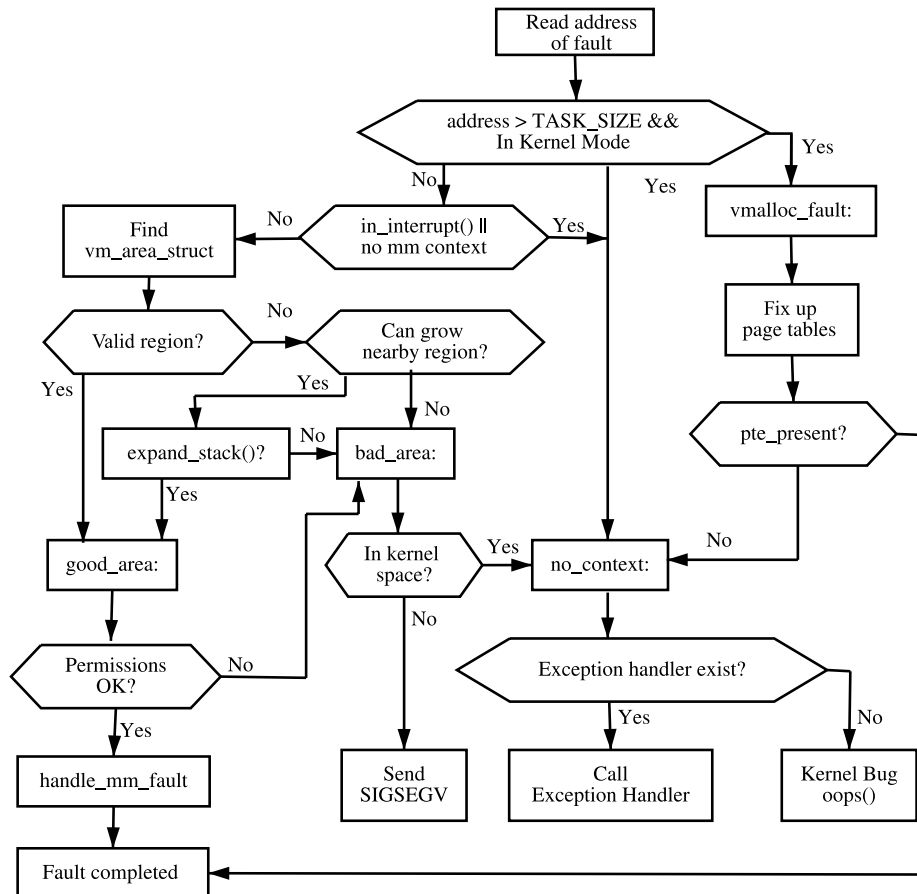 Read address
of fault
address > TASK_SIZE &&
In Kernel Mode
Yes
No
Yes
vmalloc_fault:
Find
vm_area_struct
No
in_interrupt() ||
no mm context
Yes
Fix up
page tables
Valid region?
No
Can grow
nearby region?
Yes
Yes
No
pte_present?
expand_stack()?
No
bad_area:
Yes
good_area:
In kernel
space?
Yes
no_context:
No
No
Permissions
OK?
No
Exception handler exist?
Yes
Yes
No
handle_mm_fault
Send
SIGSEGV
Call
Exception Handler
Kernel Bug
oops()
Fault completed